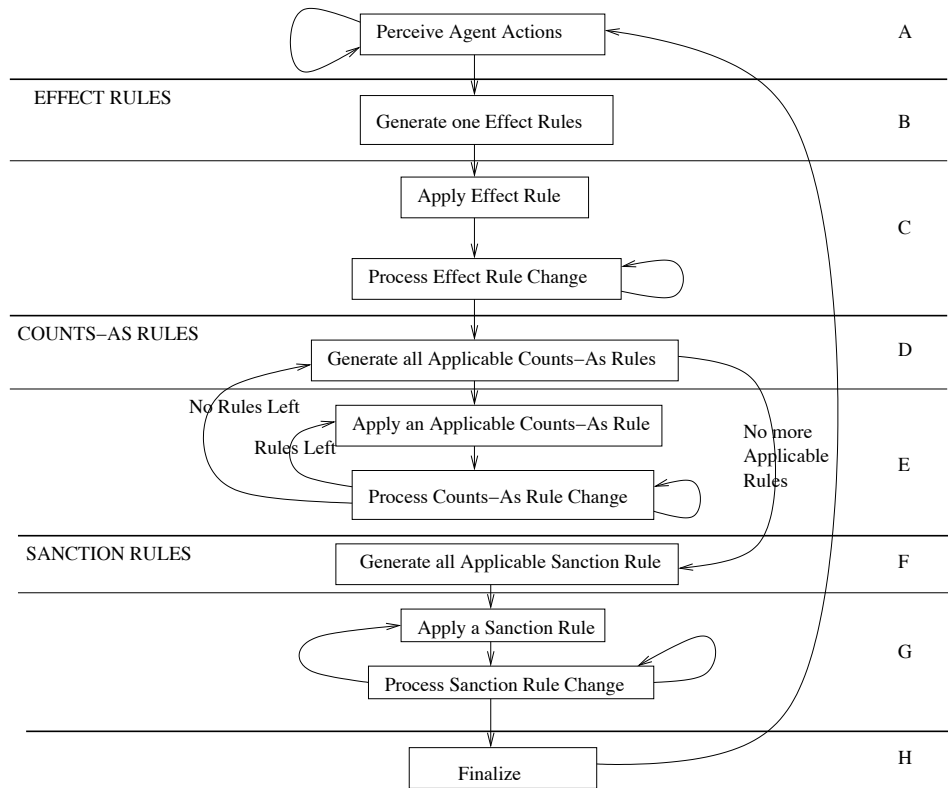 Perceive Agent Actions
A
EFFECT RULES
Generate one Effect Rules
B
Apply Effect Rule
C
Process Effect Rule Change
COUNTS−AS RULES
Generate all Applicable Counts−As Rules
D
No Rules Left
Apply an Applicable Counts−As Rule
Rules Left
No more
Applicable
Rules
E
Process Counts−As Rule Change
SANCTION RULES
Generate all Applicable Sanction Rule
F
Apply a Sanction Rule
G
Process Sanction Rule Change
Finalize
H